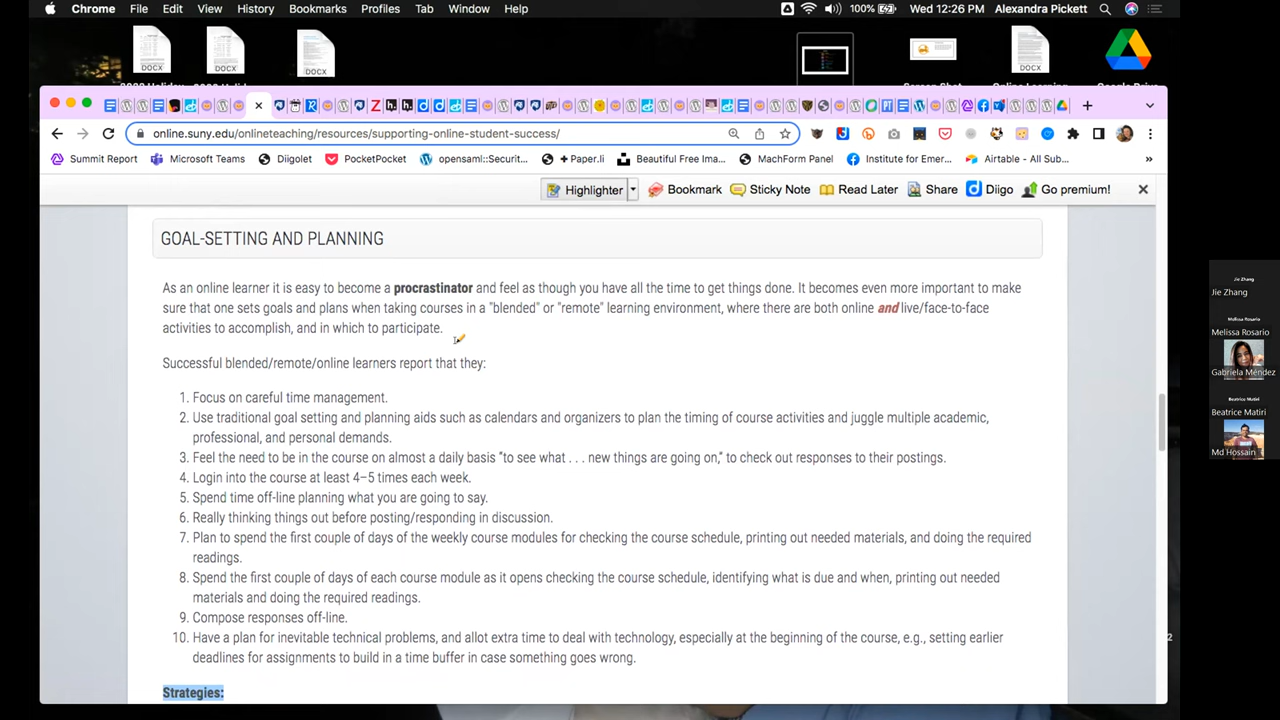 Chrome File Edit View History Bookmarks Profiles Tab Window Help 100% Wed 12:26 PM Alexandra Pickett
DOCX DOCX DOCX
online.suny.edu/onlineteaching/resources/supporting-online-student-success/
Summit Report Microsoft Teams Diigolet PocketPocket opensaml::Securit... + Paper.li Beautiful Free Ima... MachForm Panel Institute for Emer... Airtable - All Sub... »
Highlighter Bookmark Sticky Note Read Later Share Diigo Go premium!
GOAL-SETTING AND PLANNING
As an online learner it is easy to become a procrastinator and feel as though you have all the time to get things done. It becomes even more important to make
sure that one sets goals and plans when taking courses in a "blended" or "remote" learning environment, where there are both online and live/face-to-face
activities to accomplish, and in which to participate.
Successful blended/remote/online learners report that they:
1. Focus on careful time management.
2. Use traditional goal setting and planning aids such as calendars and organizers to plan the timing of course activities and juggle multiple academic,
professional, and personal demands.
3. Feel the need to be in the course on almost a daily basis "to see what . . . new things are going on," to check out responses to their postings.
4. Login into the course at least 4–5 times each week.
5. Spend time off-line planning what you are going to say.
6. Really thinking things out before posting/responding in discussion.
7. Plan to spend the first couple of days of the weekly course modules for checking the course schedule, printing out needed materials, and doing the required
readings.
8. Spend the first couple of days of each course module as it opens checking the course schedule, identifying what is due and when, printing out needed
materials and doing the required readings.
9. Compose responses off-line.
10. Have a plan for inevitable technical problems, and allot extra time to deal with technology, especially at the beginning of the course, e.g., setting earlier
deadlines for assignments to build in a time buffer in case something goes wrong.
Strategies:
Jie Zhang
Jie Zhang
Melissa Rosario
Melissa Rosario
Gabriela Méndez
Beatrice Matiri
Beatrice Matiri
Md Hossain